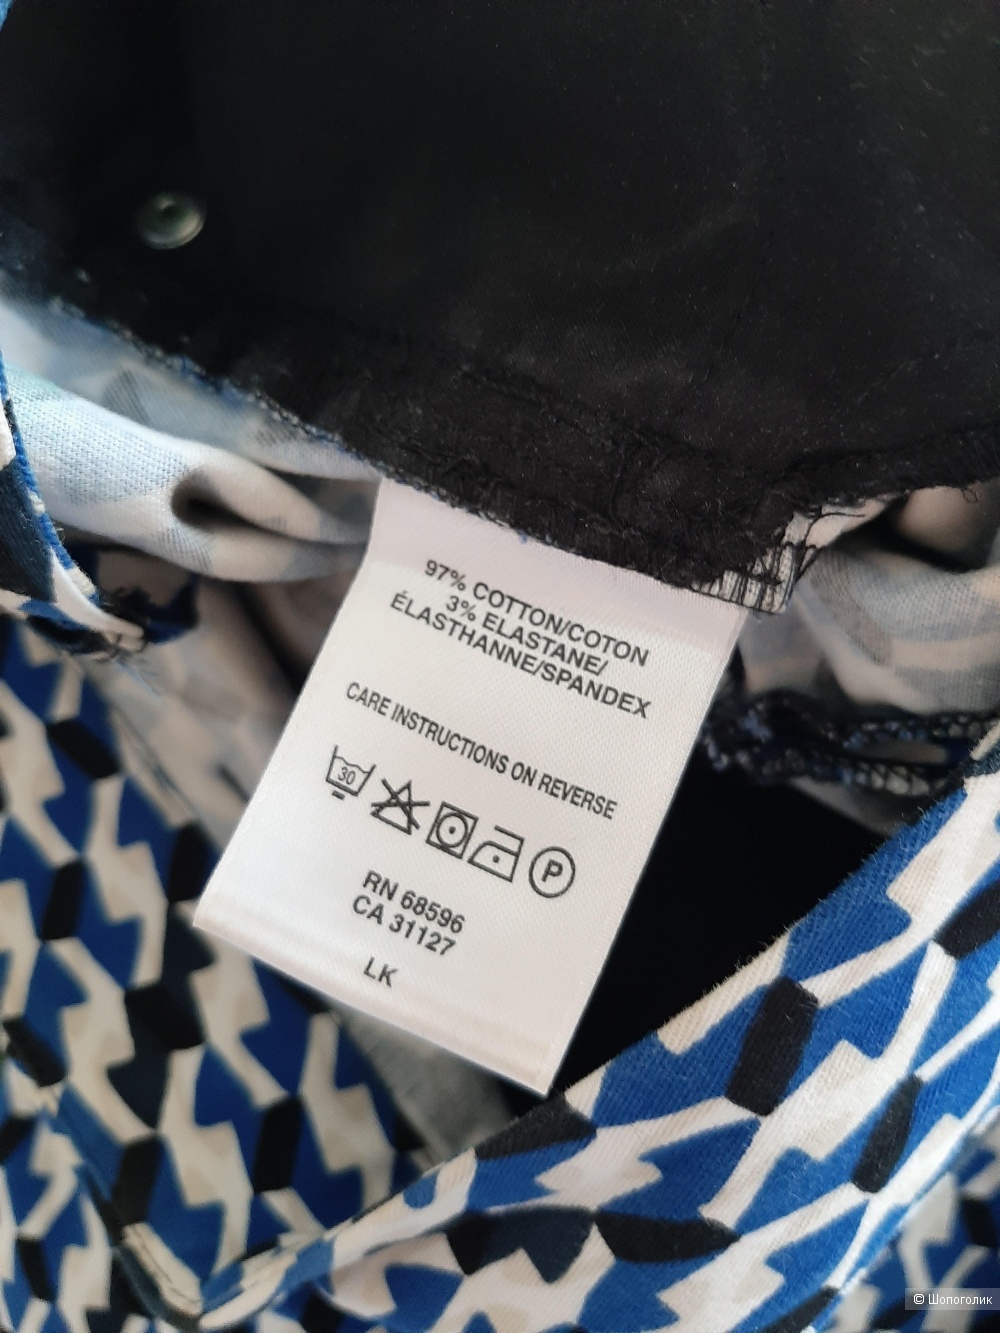 97% COTTON/COTON
3% ELASTANE/
ÉLASTHANNE/SPANDEX
CARE INSTRUCTIONS ON REVERSE
30
P
RN 68596
CA 31127
LK
© Шопоголик